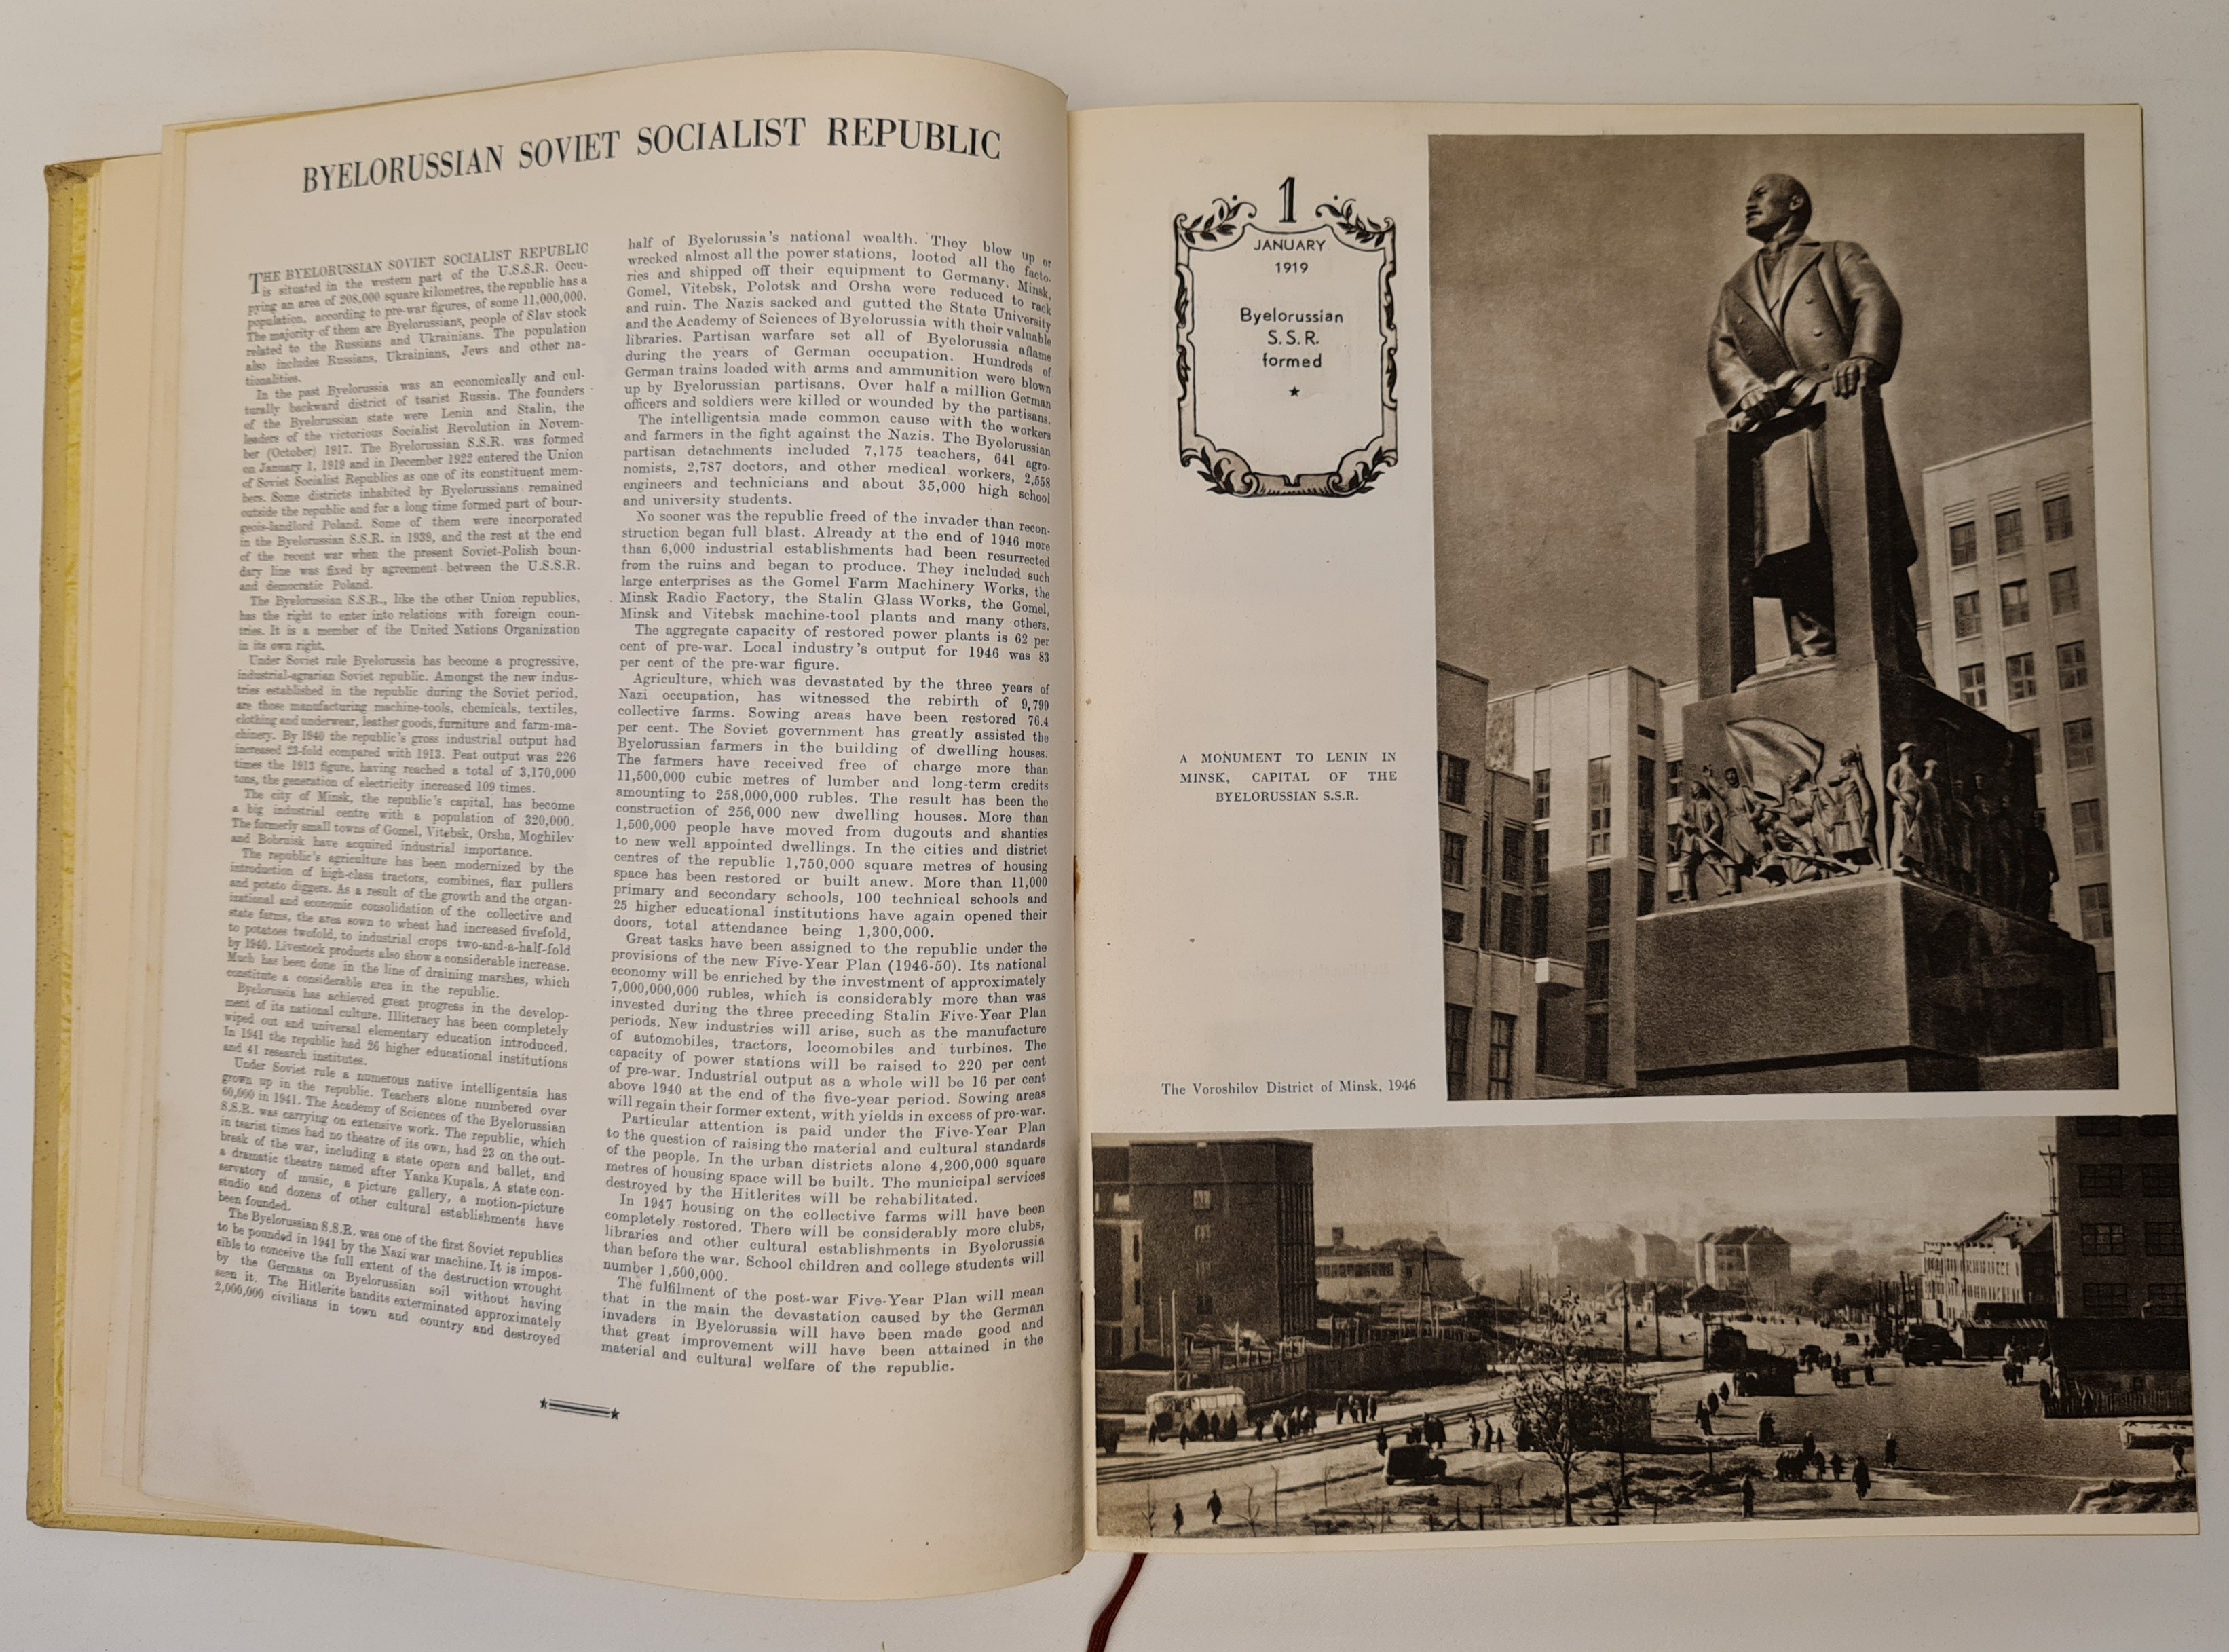 BYELORUSSIAN SOVIET SOCIALIST REPUBLIC
THE BYELORUSSIAN SOVIET SOCIALIST REPUBLIC
is situated in the western part of the U.S.S.R. Occu-
pying an area of 208,000 square kilometres, the republic has a
population, according to pre-war figures, of some 11,000,000.
The majority of them are Byelorussians, people of Slav stock
related to the Russians and Ukrainians. The population
also includes Russians, Ukrainians, Jews and other na-
tionalities.
In the past Byelorussia was an economically and cul-
turally backward district of tsarist Russia. The founders
of the Byelorussian state were Lenin and Stalin, the
leaders of the victorious Socialist Revolution in Novem-
ber (October) 1917. The Byelorussian S.S.R. was formed
on January 1, 1919 and in December 1922 entered the Union
of Soviet Socialist Republics as one of its constituent mem-
bers. Some districts inhabited by Byelorussians remained
outside the republic and for a long time formed part of bour-
geois-landlord Poland. Some of them were incorporated
in the Byelorussian S.S.R. in 1939, and the rest at the end
of the recent war when the present Soviet-Polish boun-
dary line was fixed by agreement between the U.S.S.R.
and democratic Poland.
The Byelorussian S.S.R., like the other Union republics,
has the right to enter into relations with foreign coun-
tries. It is a member of the United Nations Organization
in its own right.
Under Soviet rule Byelorussia has become a progressive,
industrial-agrarian Soviet republic. Amongst the new indus-
tries established in the republic during the Soviet period,
are those manufacturing machine-tools, chemicals, textiles,
clothing and underwear, leather goods, furniture and farm-ma-
chinery. By 1940 the republic's gross industrial output had
increased 23-fold compared with 1913. Peat output was 226
times the 1913 figure, having reached a total of 3,170,000
tons, the generation of electricity increased 109 times.
The city of Minsk, the republic's capital, has become
a big industrial centre with a population of 320,000.
The formerly small towns of Gomel, Vitebsk, Orsha, Moghilev
and Bobruisk have acquired industrial importance.
The republic's agriculture has been modernized by the
introduction of high-class tractors, combines, flax pullers
and potato diggers. As a result of the growth and the organ-
izational and economic consolidation of the collective and
state farms, the area sown to wheat had increased fivefold,
to potatoes twofold, to industrial crops two-and-a-half-fold
by 1940. Livestock products also show a considerable increase.
Much has been done in the line of draining marshes, which
constitute a considerable area in the republic.
Byelorussia has achieved great progress in the develop-
ment of its national culture. Illiteracy has been completely
wiped out and universal elementary education introduced.
In 1941 the republic had 26 higher educational institutions
and 41 research institutes.
Under Soviet rule a numerous native intelligentsia has
grown up in the republic. Teachers alone numbered over
60,000 in 1941. The Academy of Sciences of the Byelorussian
S.S.R. was carrying on extensive work. The republic, which
in tsarist times had no theatre of its own, had 23 on the out-
break of the war, including a state opera and ballet, and
a dramatic theatre named after Yanka Kupala. A state con-
servatory of music, a picture gallery, a motion-picture
studio and dozens of other cultural establishments have
been founded.
The Byelorussian S.S.R. was one of the first Soviet republics
to be pounded in 1941 by the Nazi war machine. It is impos-
sible to conceive the full extent of the destruction wrought
by the Germans on Byelorussian soil without having
seen it. The Hitlerite bandits exterminated approximately
2,000,000 civilians in town and country and destroyed
half of Byelorussia's national wealth. They blew up or
wrecked almost all the power stations, looted all the facto-
ries and shipped off their equipment to Germany. Minsk,
Gomel, Vitebsk, Polotsk and Orsha were reduced to rack
and ruin. The Nazis sacked and gutted the State University
and the Academy of Sciences of Byelorussia with their valuable
libraries. Partisan warfare set all of Byelorussia aflame
during the years of German occupation. Hundreds of
German trains loaded with arms and ammunition were blown
up by Byelorussian partisans. Over half a million German
officers and soldiers were killed or wounded by the partisans.
The intelligentsia made common cause with the workers
and farmers in the fight against the Nazis. The Byelorussian
partisan detachments included 7,175 teachers, 641 agro-
nomists, 2,787 doctors, and other medical workers, 2,558
engineers and technicians and about 35,000 high school
and university students.
No sooner was the republic freed of the invader than recon-
struction began full blast. Already at the end of 1946 more
than 6,000 industrial establishments had been resurrected
from the ruins and began to produce. They included such
large enterprises as the Gomel Farm Machinery Works, the
Minsk Radio Factory, the Stalin Glass Works, the Gomel,
Minsk and Vitebsk machine-tool plants and many others.
The aggregate capacity of restored power plants is 62 per
cent of pre-war. Local industry's output for 1946 was 83
per cent of the pre-war figure.
Agriculture, which was devastated by the three years of
Nazi occupation, has witnessed the rebirth of 9,799
collective farms. Sowing areas have been restored 76.4
per cent. The Soviet government has greatly assisted the
Byelorussian farmers in the building of dwelling houses.
The farmers have received free of charge more than
11,500,000 cubic metres of lumber and long-term credits
amounting to 258,000,000 rubles. The result has been the
construction of 256,000 new dwelling houses. More than
1,500,000 people have moved from dugouts and shanties
to new well appointed dwellings. In the cities and district
centres of the republic 1,750,000 square metres of housing
space has been restored or built anew. More than 11,000
primary and secondary schools, 100 technical schools and
25 higher educational institutions have again opened their
doors, total attendance being 1,300,000.
Great tasks have been assigned to the republic under the
provisions of the new Five-Year Plan (1946-50). Its national
economy will be enriched by the investment of approximately
7,000,000,000 rubles, which is considerably more than was
invested during the three preceding Stalin Five-Year Plan
periods. New industries will arise, such as the manufacture
of automobiles, tractors, locomobiles and turbines. The
capacity of power stations will be raised to 220 per cent
of pre-war. Industrial output as a whole will be 16 per cent
above 1940 at the end of the five-year period. Sowing areas
will regain their former extent, with yields in excess of pre-war.
Particular attention is paid under the Five-Year Plan
to the question of raising the material and cultural standards
of the people. In the urban districts alone 4,200,000 square
metres of housing space will be built. The municipal services
destroyed by the Hitlerites will be rehabilitated.
In 1947 housing on the collective farms will have been
completely restored. There will be considerably more clubs,
libraries and other cultural establishments in Byelorussia
than before the war. School children and college students will
number 1,500,000.
The fulfilment of the post-war Five-Year Plan will mean
that in the main the devastation caused by the German
invaders in Byelorussia will have been made good and
that great improvement will have been attained in the
material and cultural welfare of the republic.
1
JANUARY
1919
Byelorussian
S.S.R.
formed
A MONUMENT TO LENIN IN
MINSK, CAPITAL OF THE
BYELORUSSIAN S.S.R.
The Voroshilov District of Minsk, 1946